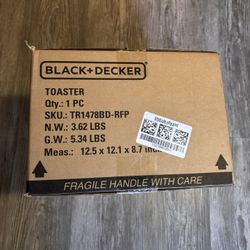 BLACK+DECKER
TOASTER
Qty.: 1 PC
SKU.: TR1478BD-RFP
N.W.: 3.62 LBS
G.W.: 5.34 LBS
Meas.: 12.5 x 12.1 x 8.7 inch
FRAGILE HANDLE WITH CARE